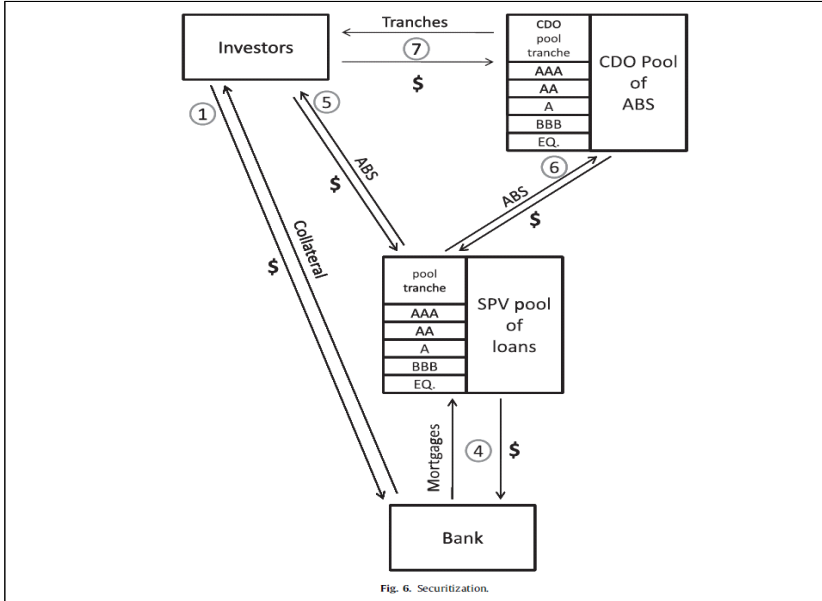 Investors
Tranches
7
$
CDO
pool
tranche
AAA
AA
A
BBB
EQ.
CDO Pool
of
ABS
1
5
ABS
$
6
ABS
$
Collateral
$
pool
tranche
AAA
AA
A
BBB
EQ.
SPV pool
of
loans
Mortgages
4
$
Bank
Fig. 6. Securitization.